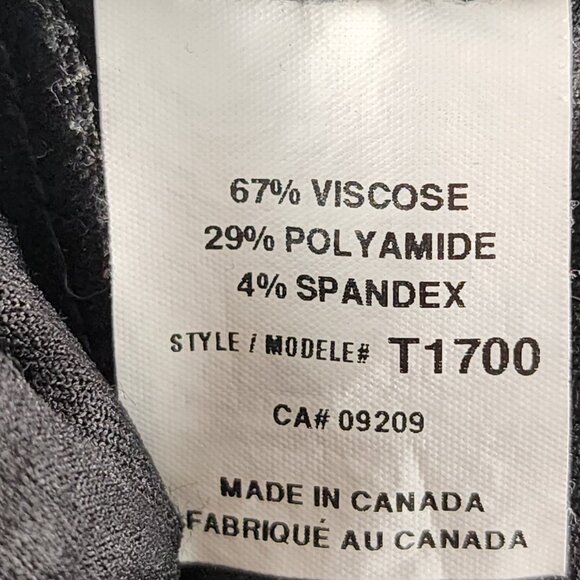 67% VISCOSE
29% POLYAMIDE
4% SPANDEX
STYLE / MODELE# T1700
CA# 09209
MADE IN CANADA
FABRIQUÉ AU CANADA